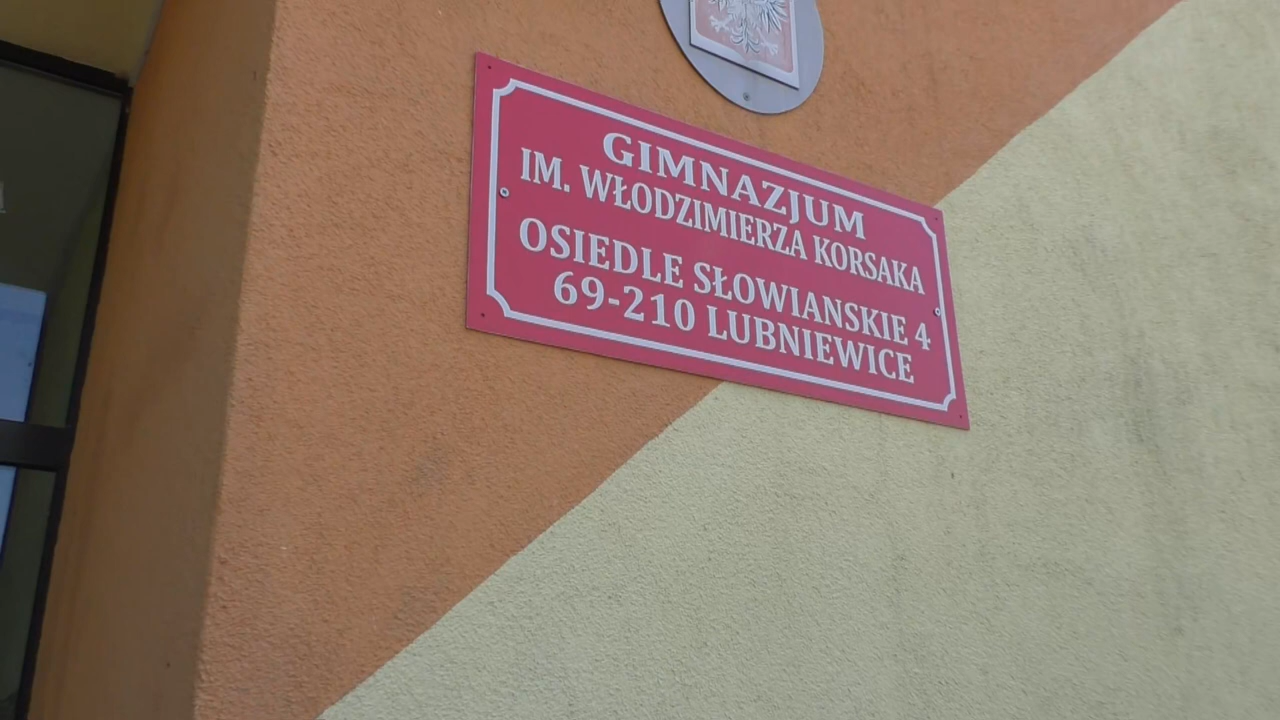 GIMNAZJUM
IM. WŁODZIMIERZA KORSAKA
OSIEDLE SŁOWIANSKIE 4
69-210 LUBNIEWICE